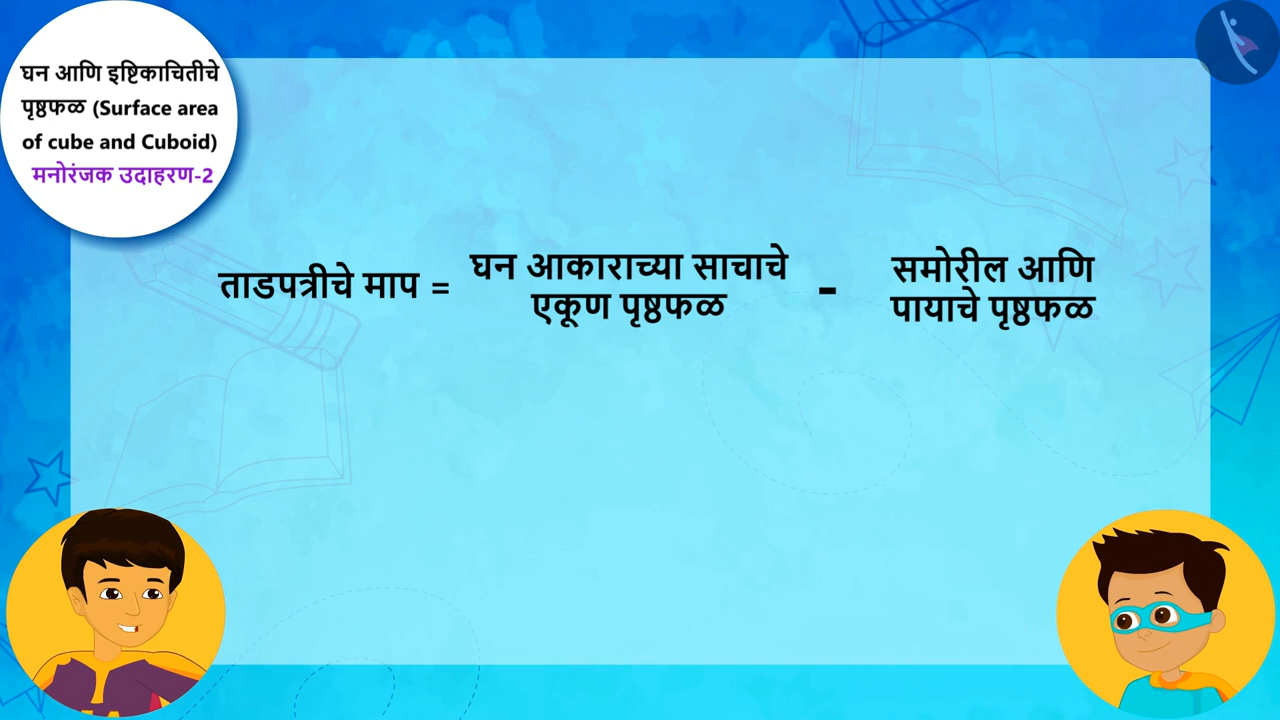 घन आणि इष्टिकाचितीचे
पृष्ठफळ (Surface area
of cube and Cuboid)
मनोरंजक उदाहरण-2
ताडपत्रीचे माप = घन आकाराच्या साचाचे एकूण पृष्ठफळ - समोरील आणि पायाचे पृष्ठफळ